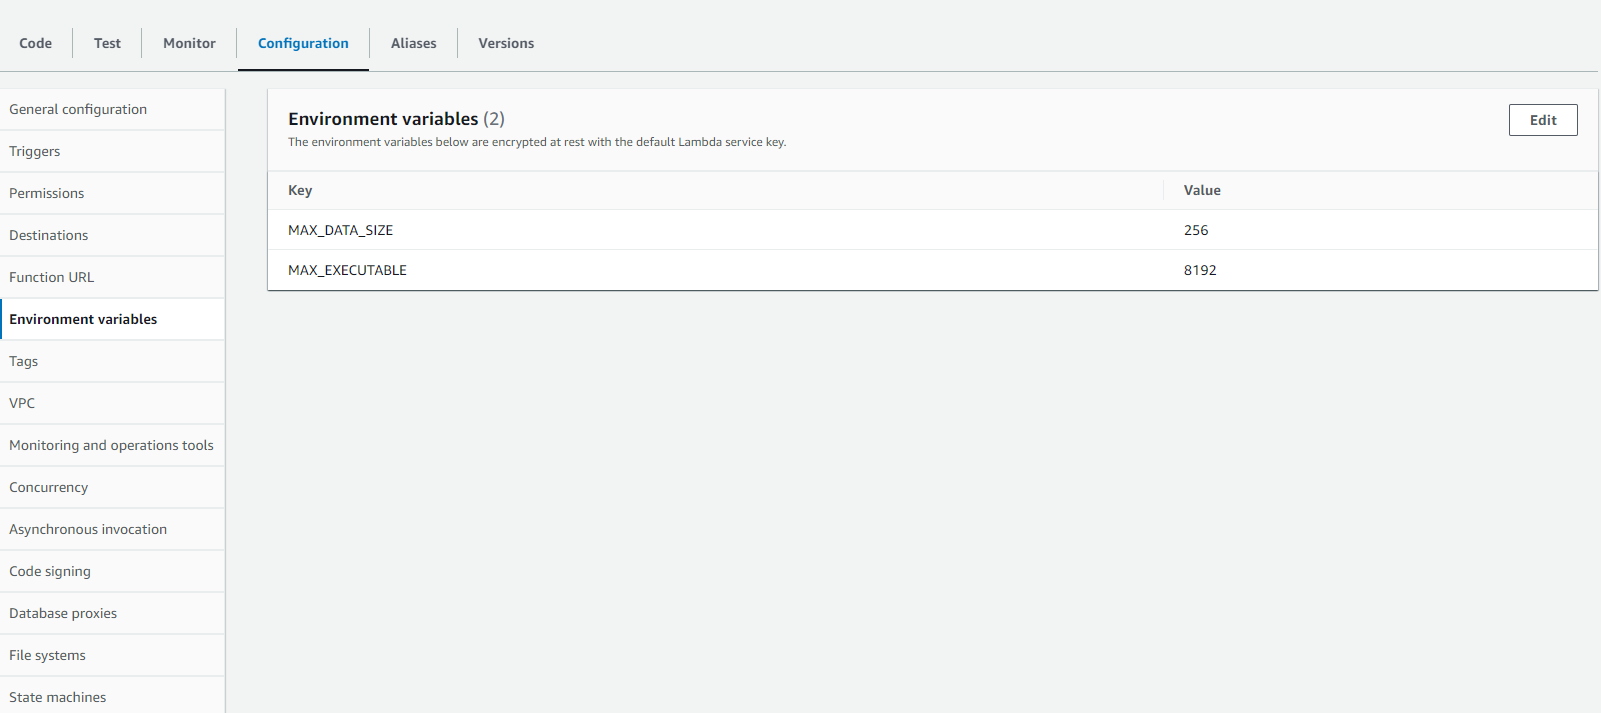 Code
Test
Monitor
Configuration
Aliases
Versions
General configuration
Triggers
Permissions
Destinations
Function URL
Environment variables
Tags
VPC
Monitoring and operations tools
Concurrency
Asynchronous invocation
Code signing
Database proxies
File systems
State machines
Environment variables (2)
The environment variables below are encrypted at rest with the default Lambda service key.
Edit
Key
Value
MAX_DATA_SIZE
256
MAX_EXECUTABLE
8192